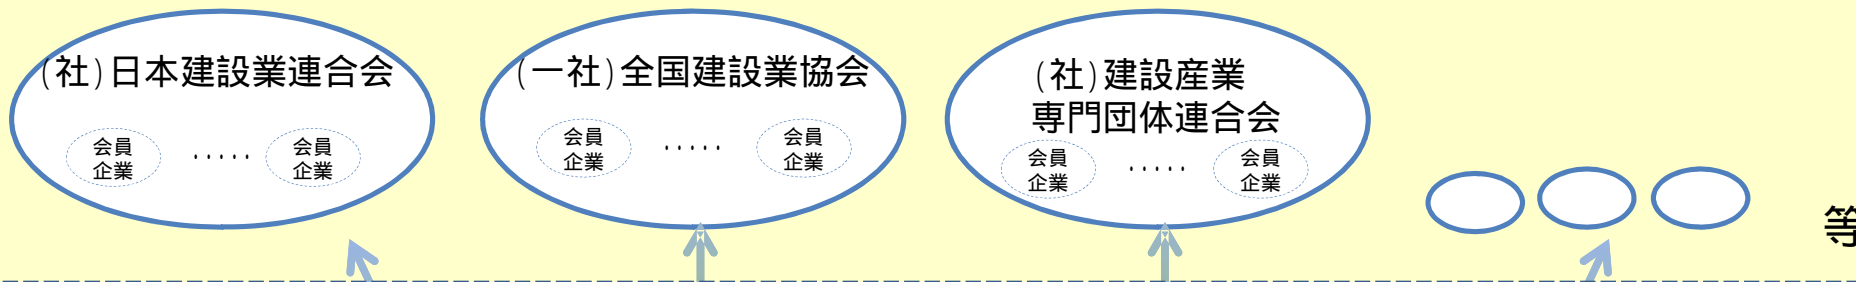 (社)日本建設業連合会
会員
企業
・・・・・
会員
企業
(一社)全国建設業協会
会員
企業
・・・・・
会員
企業
(社)建設産業
専門団体連合会
会員
企業
・・・・・
会員
企業
等